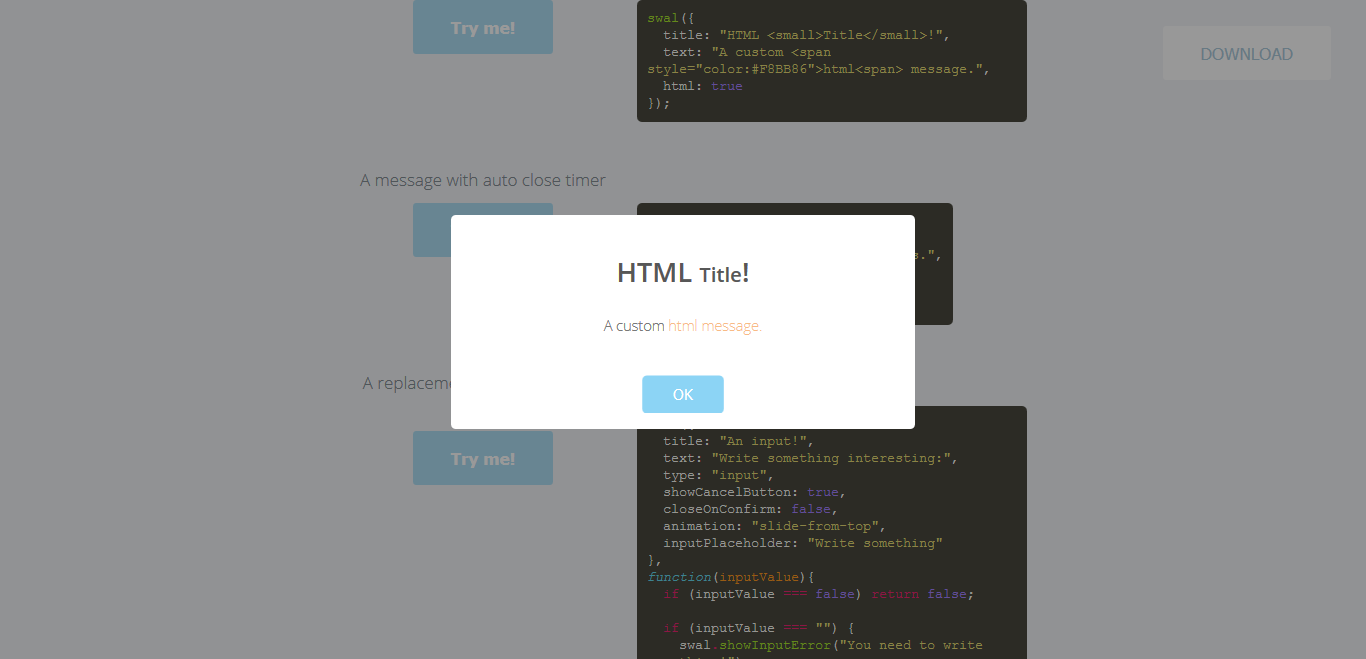 Try me!
swal({
title: "HTML <small>Title</small>!",
text: "A custom <span
style="color:#F8BB86">html<span> message.",
html: true
});
DOWNLOAD
A message with auto close timer
.",
HTML Title!
A custom html message.
OK
A replaceme
Try me!
title: "An input!",
text: "Write something interesting:",
type: "input",
showCancelButton: true,
closeOnConfirm: false,
animation: "slide-from-top",
inputPlaceholder: "Write something"
},
function(inputValue){
if (inputValue === false) return false;
if (inputValue === "") {
swal.showInputError("You need to write